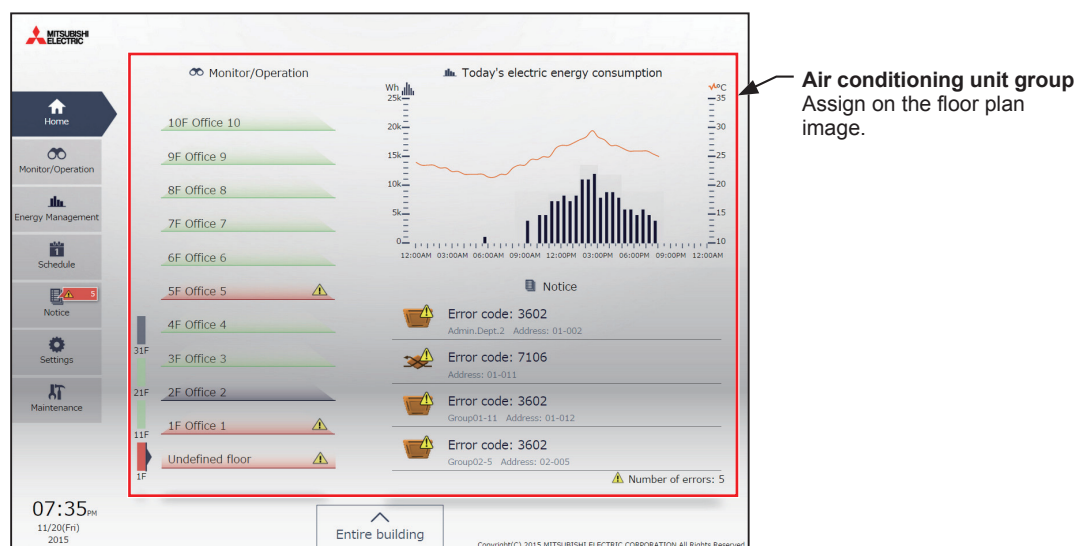 MITSUBISHI
ELECTRIC
Home
Monitor/Operation
Energy Management
1
Schedule
5
Notice
Settings
Maintenance
07:35PM
11/20(Fri)
2015
Monitor/Operation
10F Office 10
9F Office 9
8F Office 8
7F Office 7
6F Office 6
5F Office 5
4F Office 4
3F Office 3
2F Office 2
1F Office 1
Undefined floor
31F
21F
11F
1F
Today's electric energy consumption
Wh
°C
25k
20k
15k
10k
5k
0
35
30
25
20
15
10
12:00AM 03:00AM 06:00AM 09:00AM 12:00PM 03:00PM 06:00PM 09:00PM 12:00AM
Notice
Error code: 3602
Admin.Dept.2 Address: 01-002
Error code: 7106
Address: 01-011
Error code: 3602
Group01-11 Address: 01-012
Error code: 3602
Group02-5 Address: 02-005
Number of errors: 5
Entire building
Copyright(C) 2015 MITSUBISHI ELECTRIC CORPORATION All Rights Reserved
Air conditioning unit group
Assign on the floor plan
image.